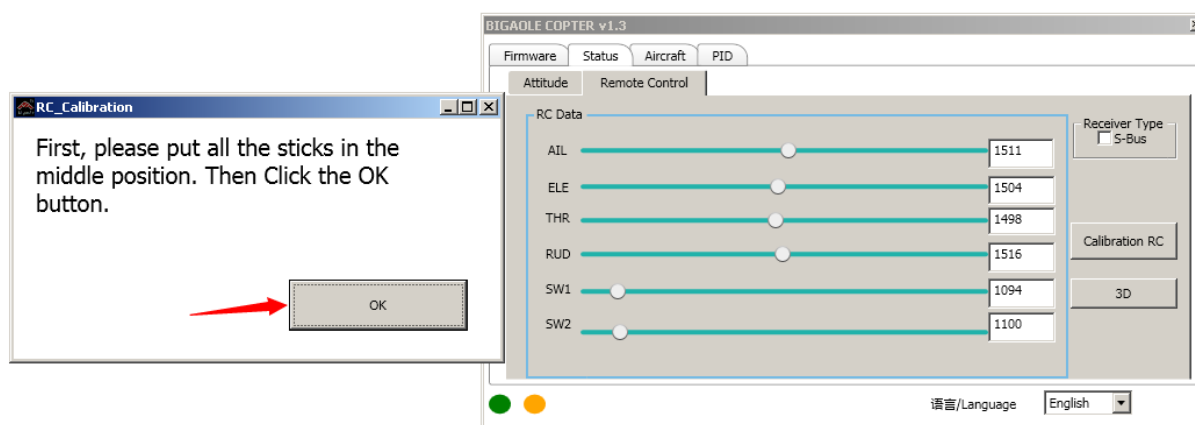 RC_Calibration
First, please put all the sticks in the
middle position. Then Click the OK
button.
OK
BIGAOLE COPTER v1.3
Firmware Status Aircraft PID
Attitude Remote Control
RC Data
AIL 1511
ELE 1504
THR 1498
RUD 1516
SW1 1094
SW2 1100
Receiver Type
S-Bus
Calibration RC
3D
语言/Language English